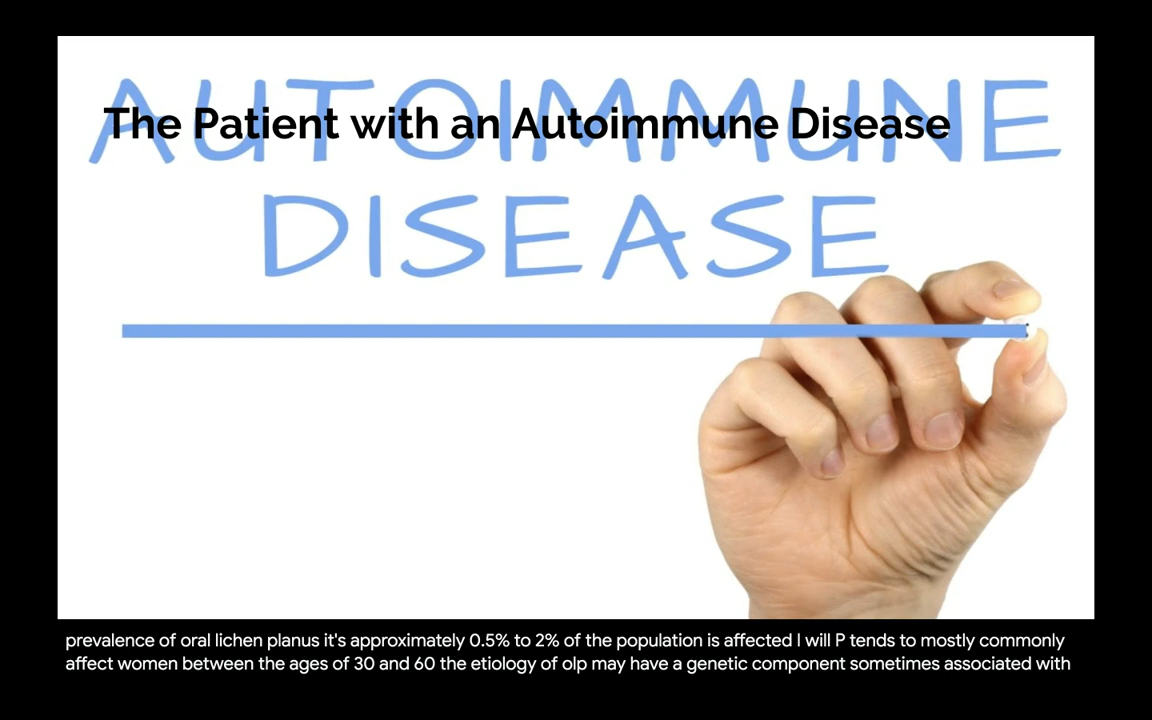 AUTOIMMUNE
The Patient with an Autoimmune Disease
DISEASE
prevalence of oral lichen planus it's approximately 0.5% to 2% of the population is affected I will P tends to mostly commonly
affect women between the ages of 30 and 60 the etiology of olp may have a genetic component sometimes associated with